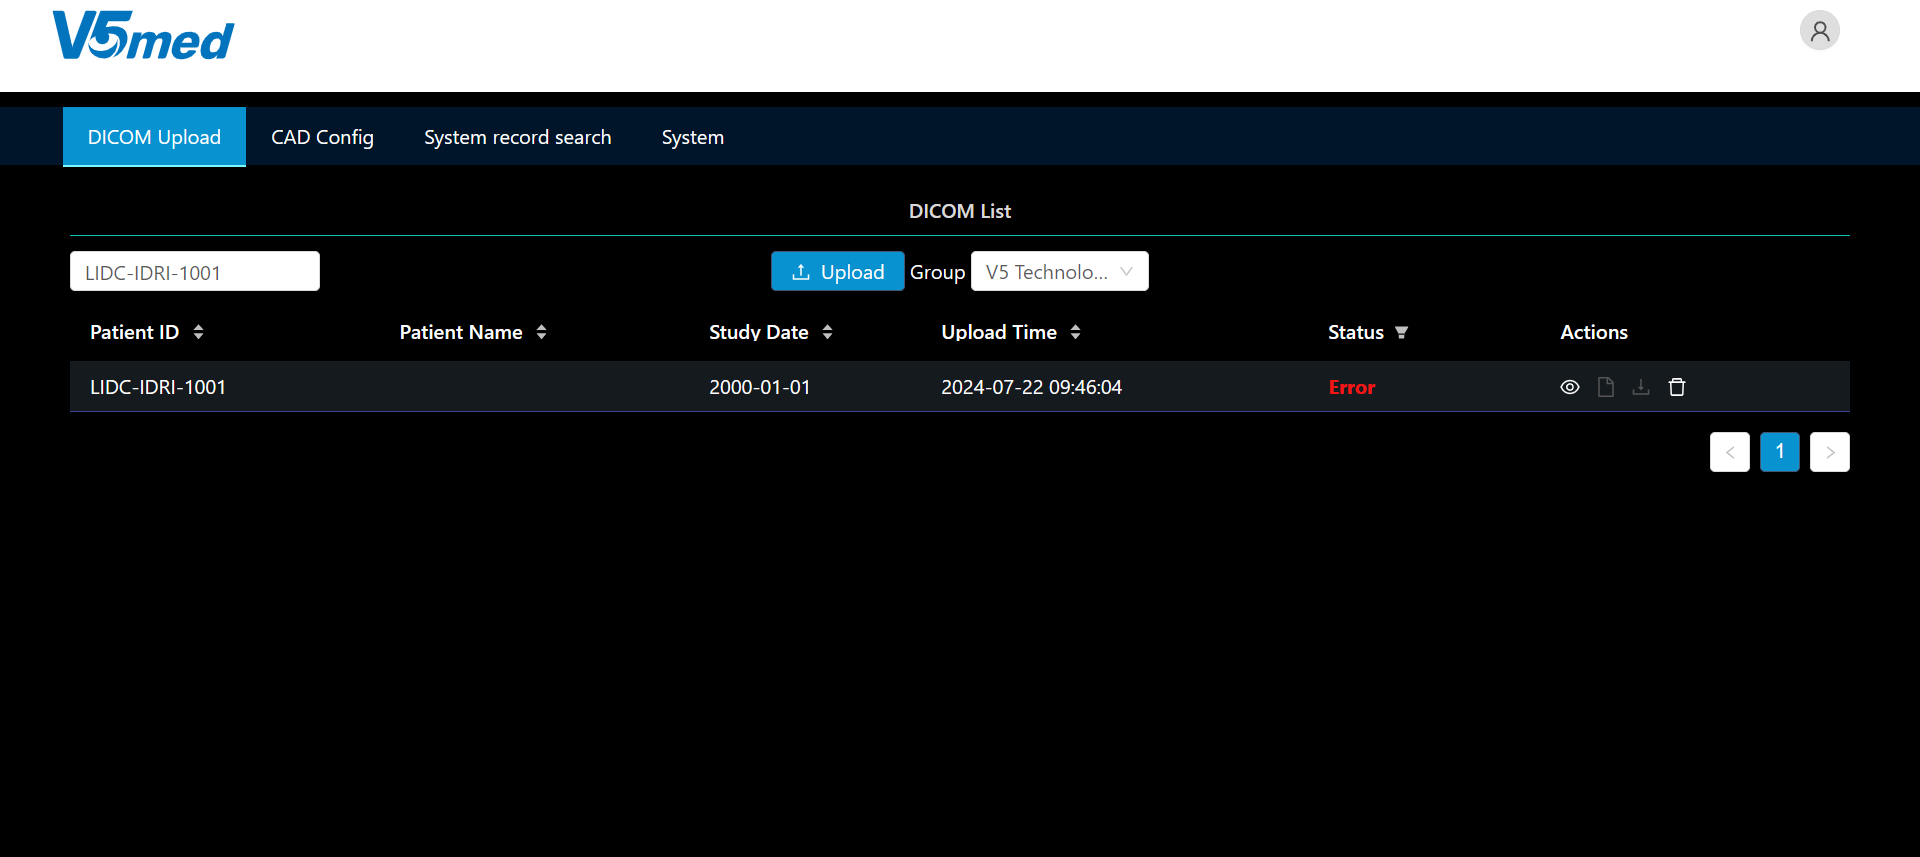 V5med
DICOM Upload CAD Config System record search System
DICOM List
LIDC-IDRI-1001 Upload Group V5 Technolo...
Patient ID Patient Name Study Date Upload Time Status Actions
LIDC-IDRI-1001 2000-01-01 2024-07-22 09:46:04 Error
< 1 >